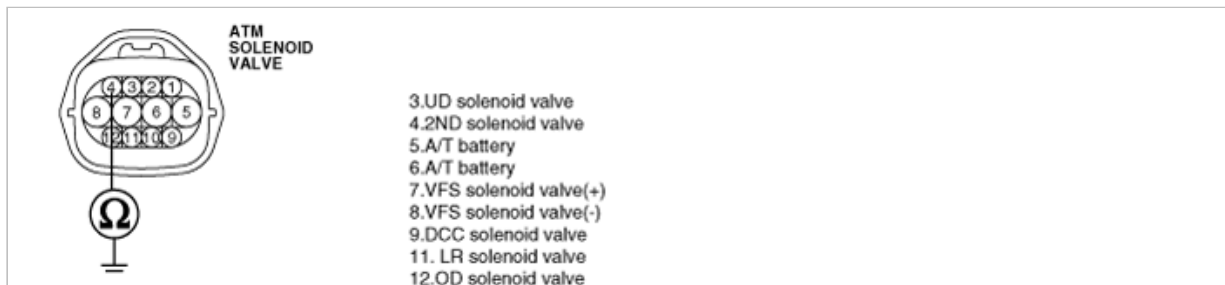 ATM
SOLENOID
VALVE
4 3 2 1
8 7 6 5
12 11 10 9
Ω
3.UD solenoid valve
4.2ND solenoid valve
5.A/T battery
6.A/T battery
7.VFS solenoid valve(+)
8.VFS solenoid valve(-)
9.DCC solenoid valve
11. LR solenoid valve
12.OD solenoid valve